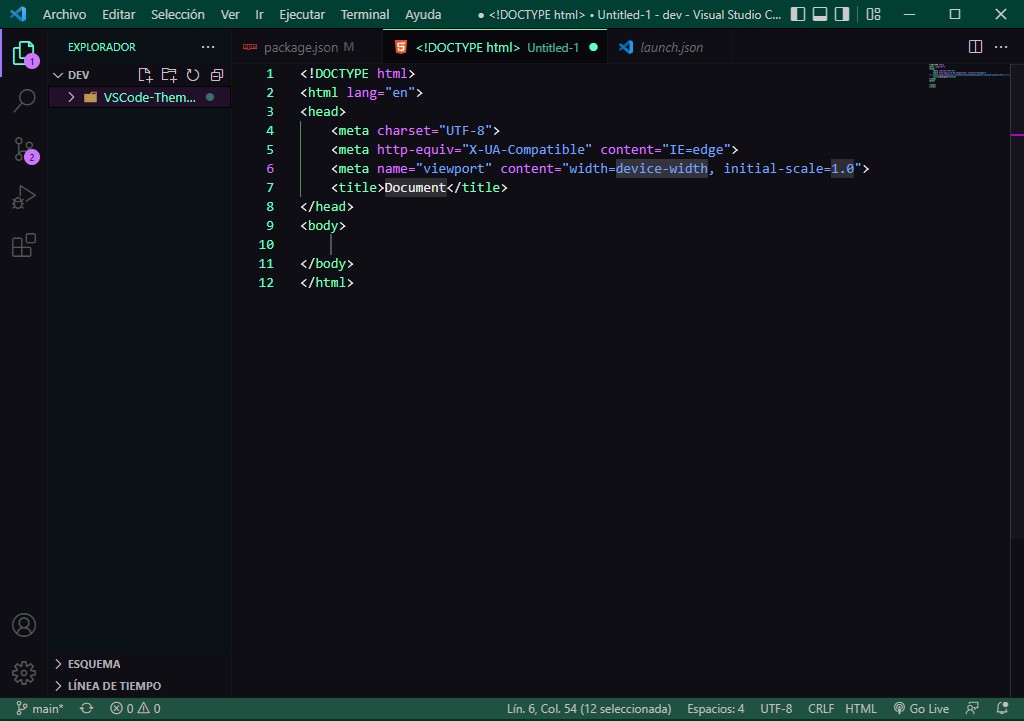 Archivo Editar Selección Ver Ir Ejecutar Terminal Ayuda ● <!DOCTYPE html> • Untitled-1 - dev - Visual Studio C...
EXPLORADOR ···
package.json M <!DOCTYPE html> Untitled-1 ● launch.json ···
1
DEV
VSCode-Them...
2
1 <!DOCTYPE html>
2 <html lang="en">
3 <head>
4 <meta charset="UTF-8">
5 <meta http-equiv="X-UA-Compatible" content="IE=edge">
6 <meta name="viewport" content="width=device-width, initial-scale=1.0">
7 <title>Document</title>
8 </head>
9 <body>
10
11 </body>
12 </html>
ESQUEMA
LÍNEA DE TIEMPO
main* 0 0 Lín. 6, Col. 54 (12 seleccionada) Espacios: 4 UTF-8 CRLF HTML Go Live